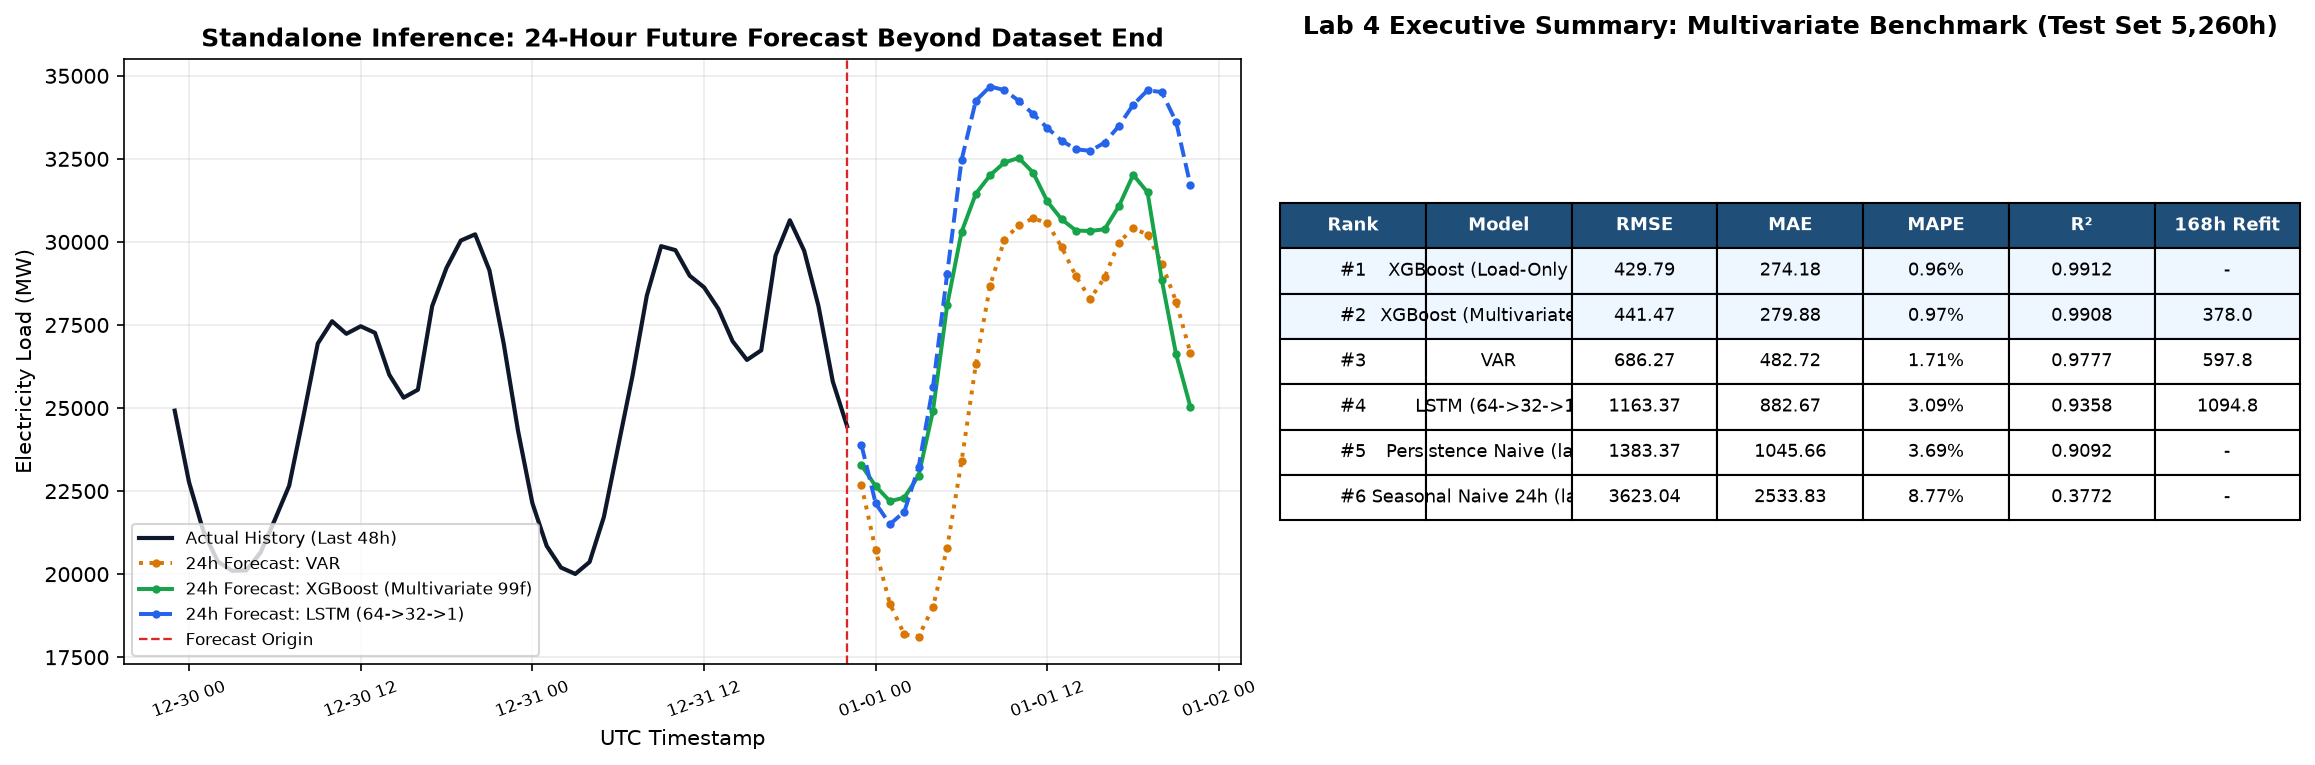 Standalone Inference: 24-Hour Future Forecast Beyond Dataset End
Electricity Load (MW)
35000
32500
30000
27500
25000
22500
20000
17500
Actual History (Last 48h)
24h Forecast: VAR
24h Forecast: XGBoost (Multivariate 99f)
24h Forecast: LSTM (64->32->1)
Forecast Origin
12-30 00
12-30 12
12-31 00
12-31 12
01-01 00
01-01 12
01-02 00
UTC Timestamp
Lab 4 Executive Summary: Multivariate Benchmark (Test Set 5,260h)
Rank Model RMSE MAE MAPE R² 168h Refit
#1 XGBoost (Load-Only 429.79 274.18 0.96% 0.9912 -
#2 XGBoost (Multivariate 441.47 279.88 0.97% 0.9908 378.0
#3 VAR 686.27 482.72 1.71% 0.9777 597.8
#4 LSTM (64->32->1 1163.37 882.67 3.09% 0.9358 1094.8
#5 Persistence Naive (la 1383.37 1045.66 3.69% 0.9092 -
#6 Seasonal Naive 24h (la 3623.04 2533.83 8.77% 0.3772 -